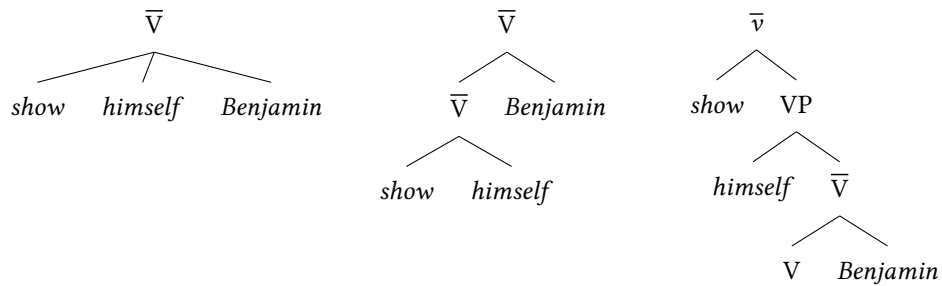 V̅ V̅ v̅
show himself Benjamin V̅ Benjamin show VP
show himself himself V̅
V Benjamin